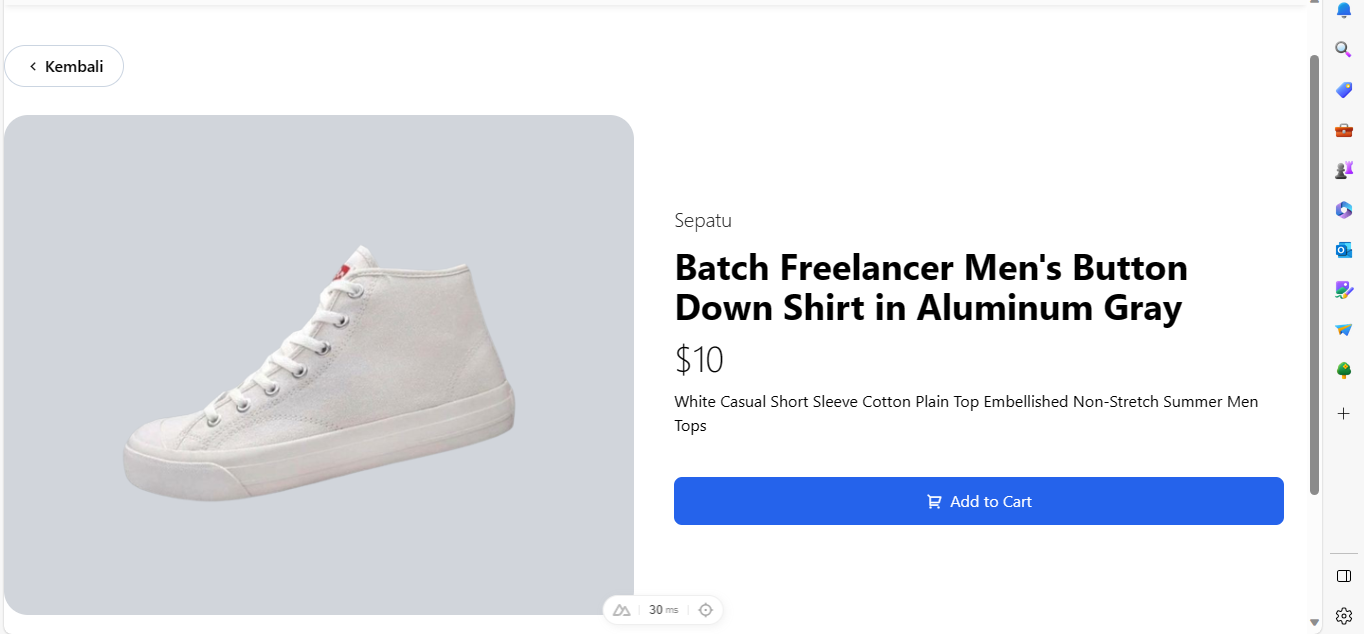 Kembali
Sepatu
Batch Freelancer Men's Button
Down Shirt in Aluminum Gray
$10
White Casual Short Sleeve Cotton Plain Top Embellished Non-Stretch Summer Men
Tops
Add to Cart
30 ms